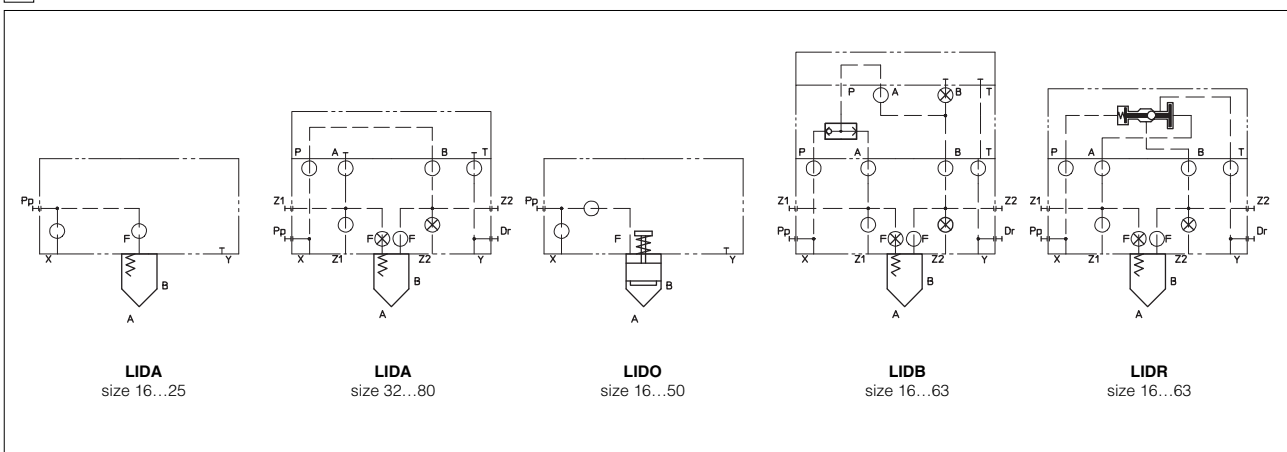 Pp
F
X
T
Y
B
A
LIDA
size 16...25
P
A
B
T
Z1
Z2
Pp
F
F
Dr
X
Z1
Z2
Y
B
A
LIDA
size 32...80
Pp
F
X
T
Y
B
A
LIDO
size 16...50
P
A
B
T
P
A
B
T
Z1
Z2
Pp
F
F
Dr
X
Z1
Z2
Y
B
A
LIDB
size 16...63
P
A
B
T
Z1
Z2
Pp
F
F
Dr
X
Z1
Z2
Y
B
A
LIDR
size 16...63